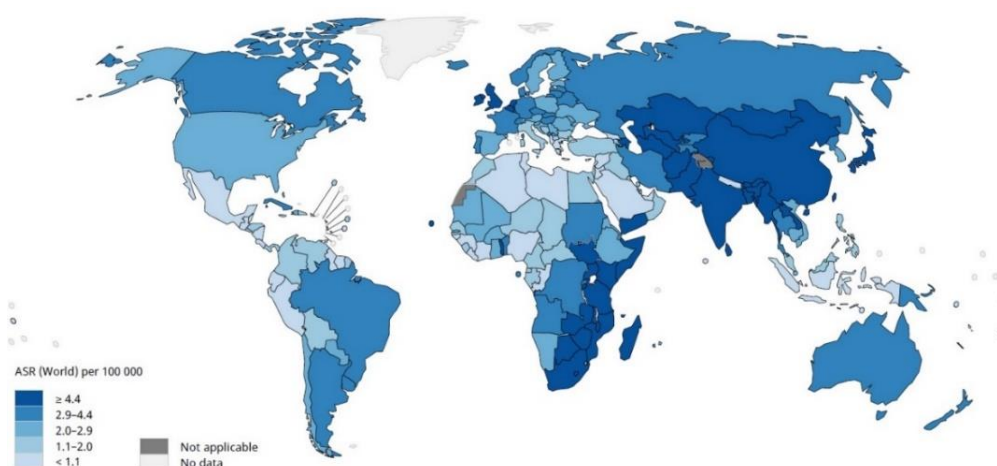 ASR (World) per 100 000
≥ 4.4
2.9–4.4
2.0–2.9
1.1–2.0
< 1.1
Not applicable
No data